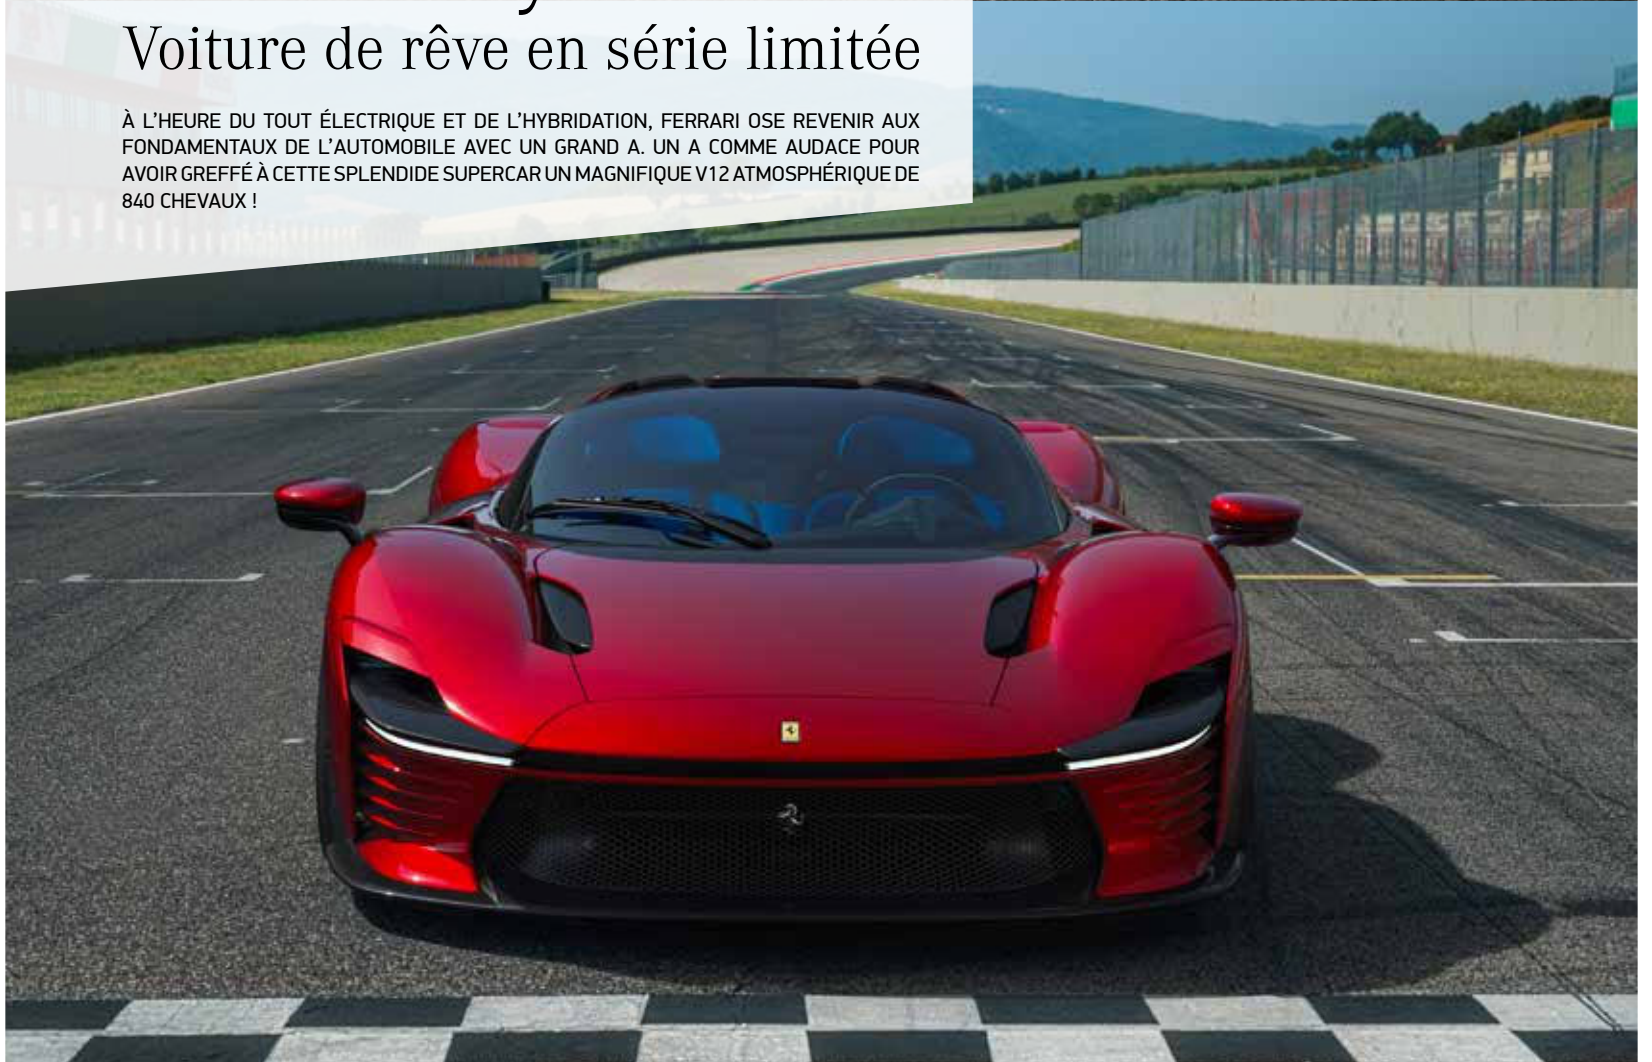 Voiture de rêve en série limitée
À L’HEURE DU TOUT ÉLECTRIQUE ET DE L’HYBRIDATION, FERRARI OSE REVENIR AUX
FONDAMENTAUX DE L’AUTOMOBILE AVEC UN GRAND A. UN A COMME AUDACE POUR
AVOIR GREFFÉ À CETTE SPLENDIDE SUPERCAR UN MAGNIFIQUE V12 ATMOSPHÉRIQUE DE
840 CHEVAUX !